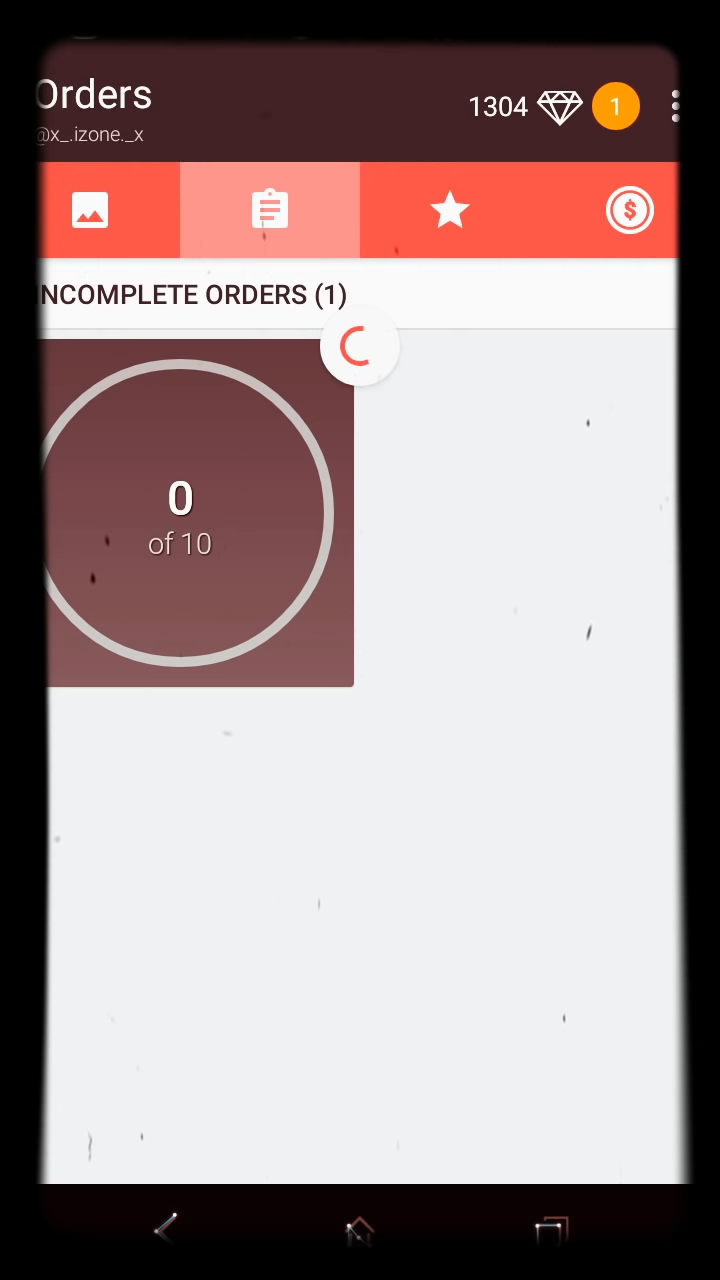 Orders
1304
1
@x_.izone._x
$
INCOMPLETE ORDERS (1)
0
of 10